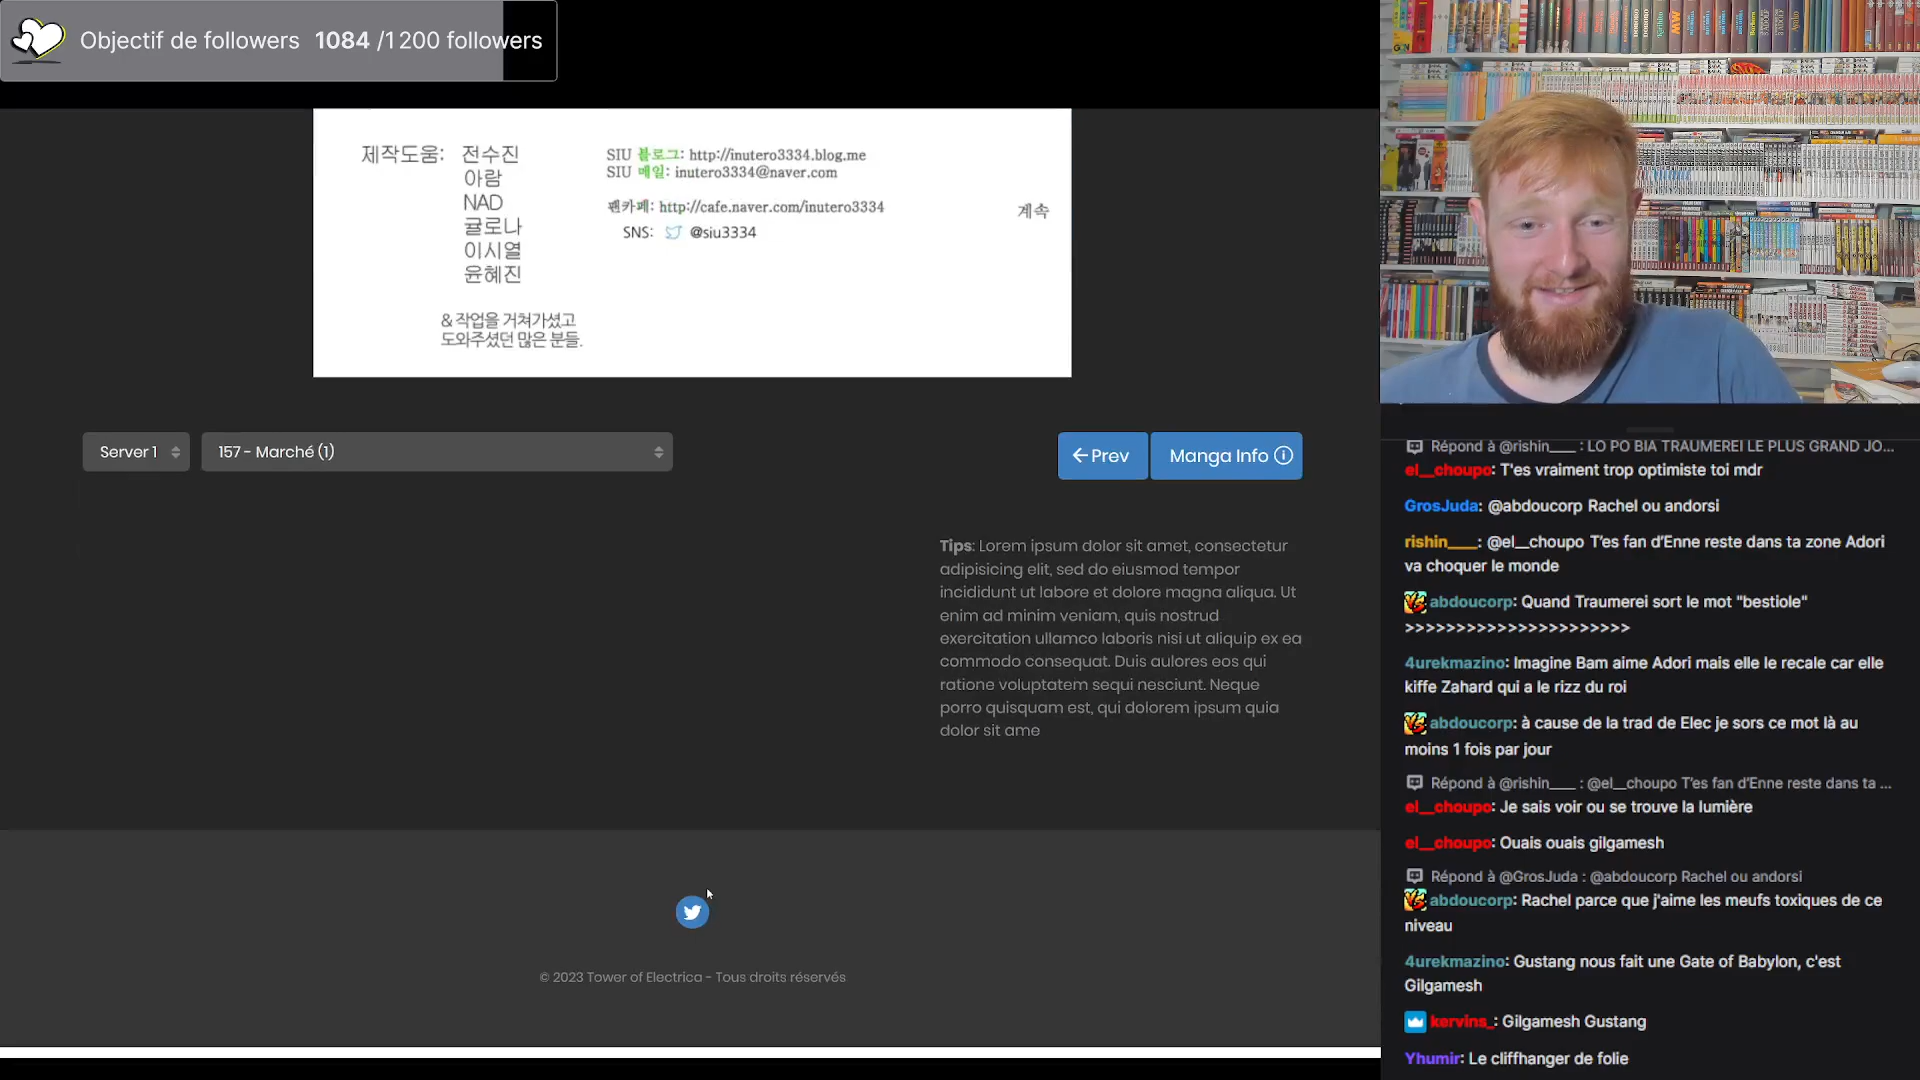 Objectif de followers 1084 /1 200 followers
제작도움: 전수진
아람
NAD
귤로나
이시열
윤혜진
& 작업을 거쳐가셨고
도와주셨던 많은 분들.
SIU 블로그: http://inutero3334.blog.me
SIU 메일: inutero3334@naver.com
팬카페: http://cafe.naver.com/inutero3334
SNS: @siu3334
계속
Server 1
157 - Marché (1)
Prev
Manga Info
Tips: Lorem ipsum dolor sit amet, consectetur
adipisicing elit, sed do eiusmod tempor
incididunt ut labore et dolore magna aliqua. Ut
enim ad minim veniam, quis nostrud
exercitation ullamco laboris nisi ut aliquip ex ea
commodo consequat. Duis aulores eos qui
ratione voluptatem sequi nesciunt. Neque
porro quisquam est, qui dolorem ipsum quia
dolor sit ame
© 2023 Tower of Electrica - Tous droits réservés
Répond à @rishin____ : LO PO BIA TRAUMEREI LE PLUS GRAND JO...
el__choupo: T'es vraiment trop optimiste toi mdr
GrosJuda: @abdoucorp Rachel ou andorsi
rishin____: @el__choupo T'es fan d'Enne reste dans ta zone Adori
va choquer le monde
abdoucorp: Quand Traumerei sort le mot "bestiole"
>>>>>>>>>>>>>>>>>>>>>>>
4urekmazino: Imagine Bam aime Adori mais elle le recale car elle
kiffe Zahard qui a le rizz du roi
abdoucorp: à cause de la trad de Elec je sors ce mot là au
moins 1 fois par jour
Répond à @rishin____ : @el__choupo T'es fan d'Enne reste dans ta ...
el__choupo: Je sais voir ou se trouve la lumière
el__choupo: Ouais ouais gilgamesh
Répond à @GrosJuda : @abdoucorp Rachel ou andorsi
abdoucorp: Rachel parce que j'aime les meufs toxiques de ce
niveau
4urekmazino: Gustang nous fait une Gate of Babylon, c'est
Gilgamesh
kervins_: Gilgamesh Gustang
Yhumir: Le cliffhanger de folie